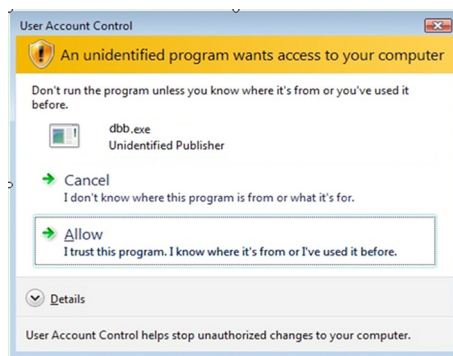 User Account Control
An unidentified program wants access to your computer
Don't run the program unless you know where it's from or you've used it
before.
dbb.exe
Unidentified Publisher
Cancel
I don't know where this program is from or what it's for.
Allow
I trust this program. I know where it's from or I've used it before.
Details
User Account Control helps stop unauthorized changes to your computer.